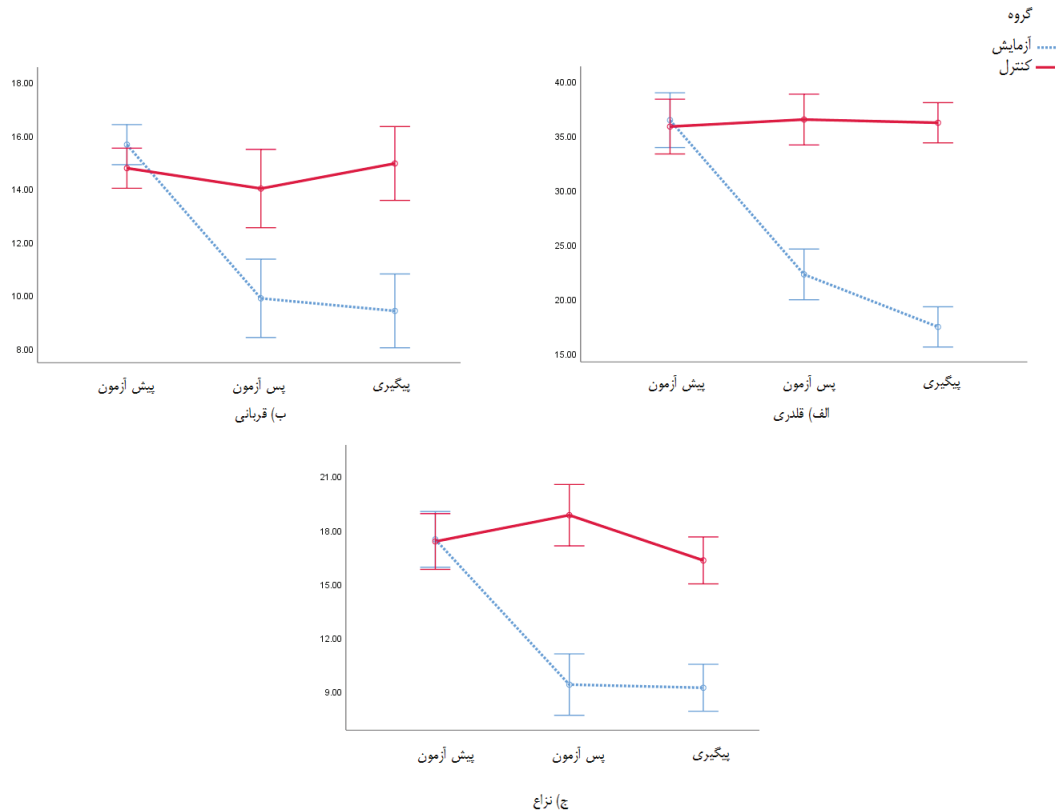 گروه
آزمایش
کنترل
40.00
35.00
30.00
25.00
20.00
15.00
پیش آزمون
پس آزمون
پیگیری
الف) قلدری
18.00
16.00
14.00
12.00
10.00
8.00
پیش آزمون
پس آزمون
پیگیری
ب) قربانی
21.00
18.00
15.00
12.00
9.00
پیش آزمون
پس آزمون
پیگیری
ج) نزاع